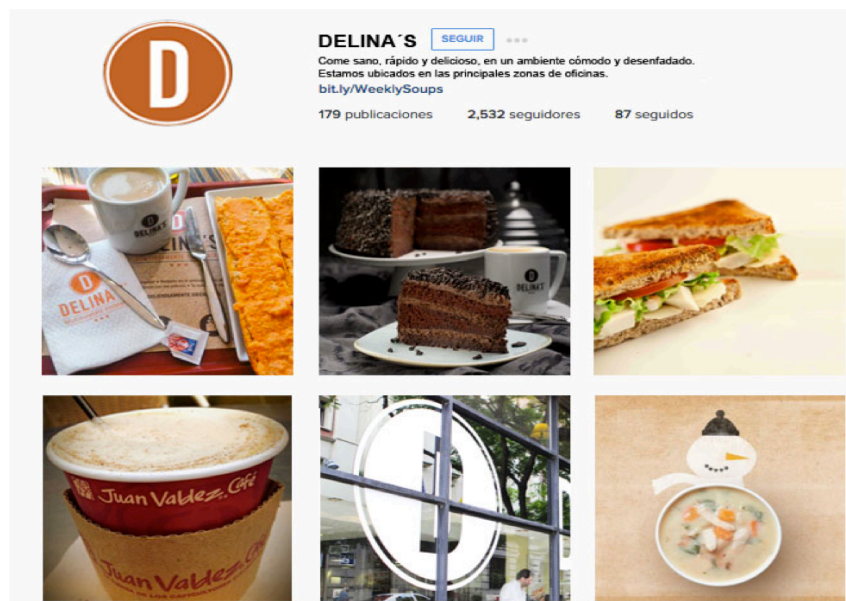 D
DELINA´S
SEGUIR
Come sano, rápido y delicioso, en un ambiente cómodo y desenfadado.
Estamos ubicados en las principales zonas de oficinas.
bit.ly/WeeklySoups
179 publicaciones
2,532 seguidores
87 seguidos
D
DELINA'S
D
DELINA'S
D
DELINA'S
Juan Valdez. Café
Juan Valdez.
D